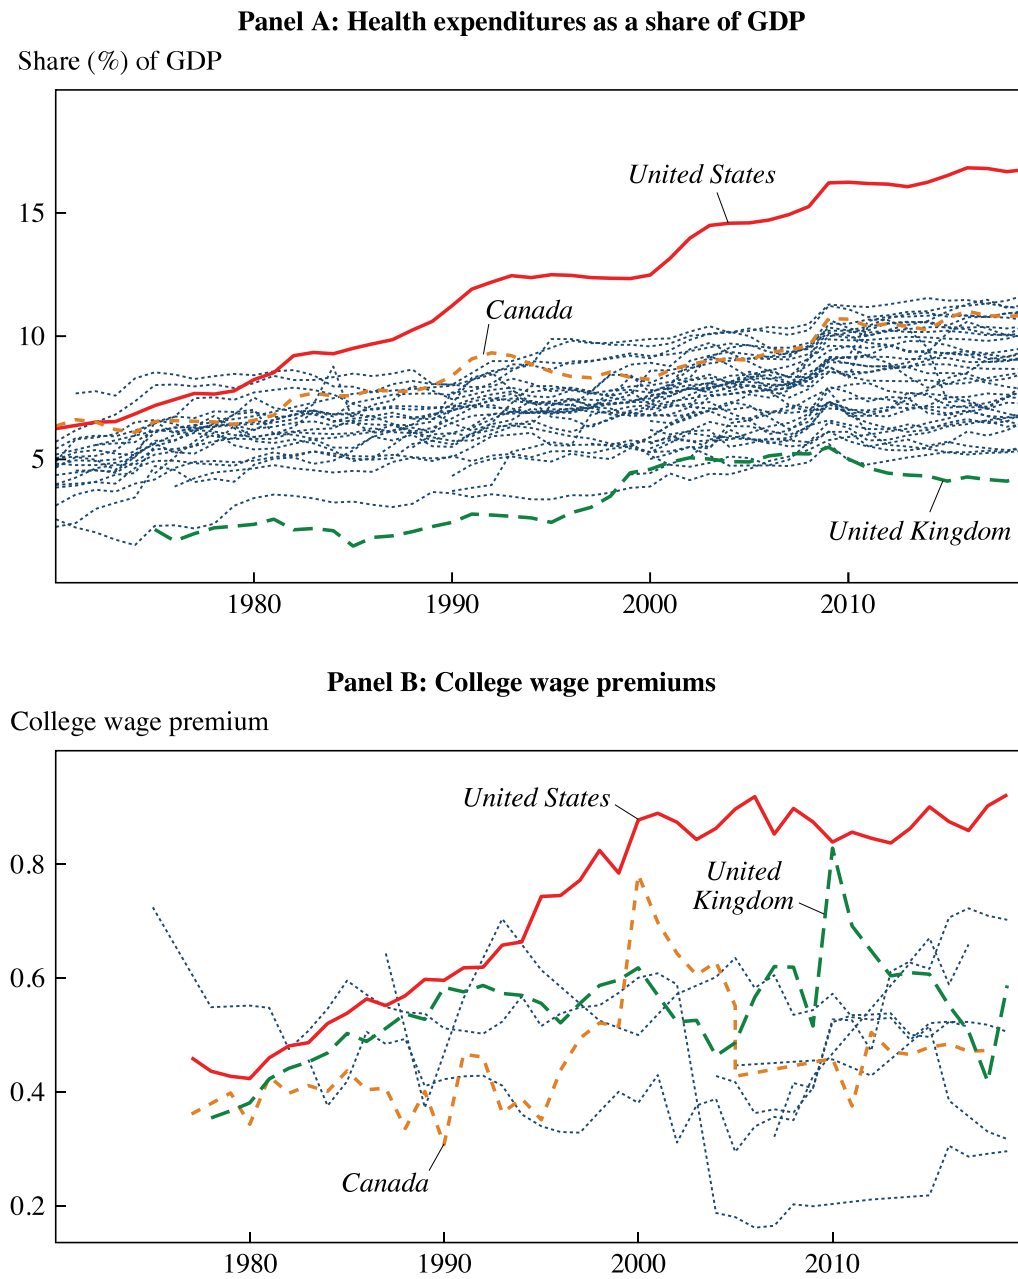 Panel A: Health expenditures as a share of GDP
Share (%) of GDP
United States
15
Canada
10
5
United Kingdom
1980 1990 2000 2010
Panel B: College wage premiums
College wage premium
United States
0.8
United
Kingdom
0.6
0.4
Canada
0.2
1980 1990 2000 2010